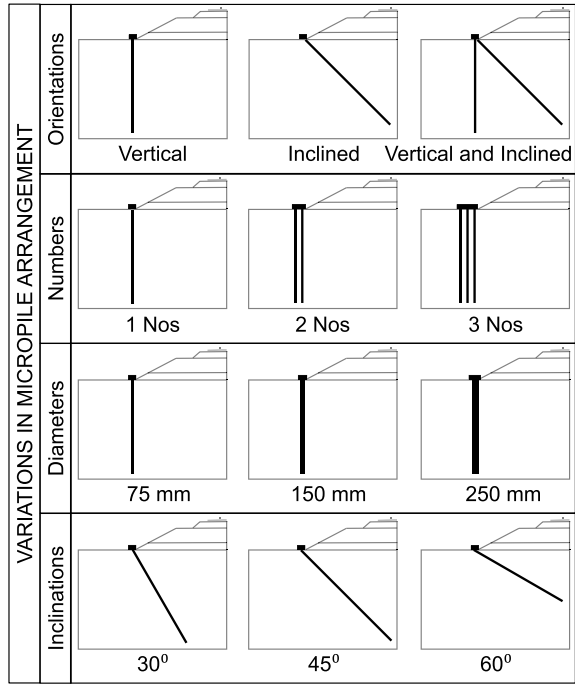 VARIATIONS IN MICROPILE ARRANGEMENT
Orientations
Vertical
Inclined
Vertical and Inclined
Numbers
1 Nos
2 Nos
3 Nos
Diameters
75 mm
150 mm
250 mm
Inclinations
30⁰
45⁰
60⁰